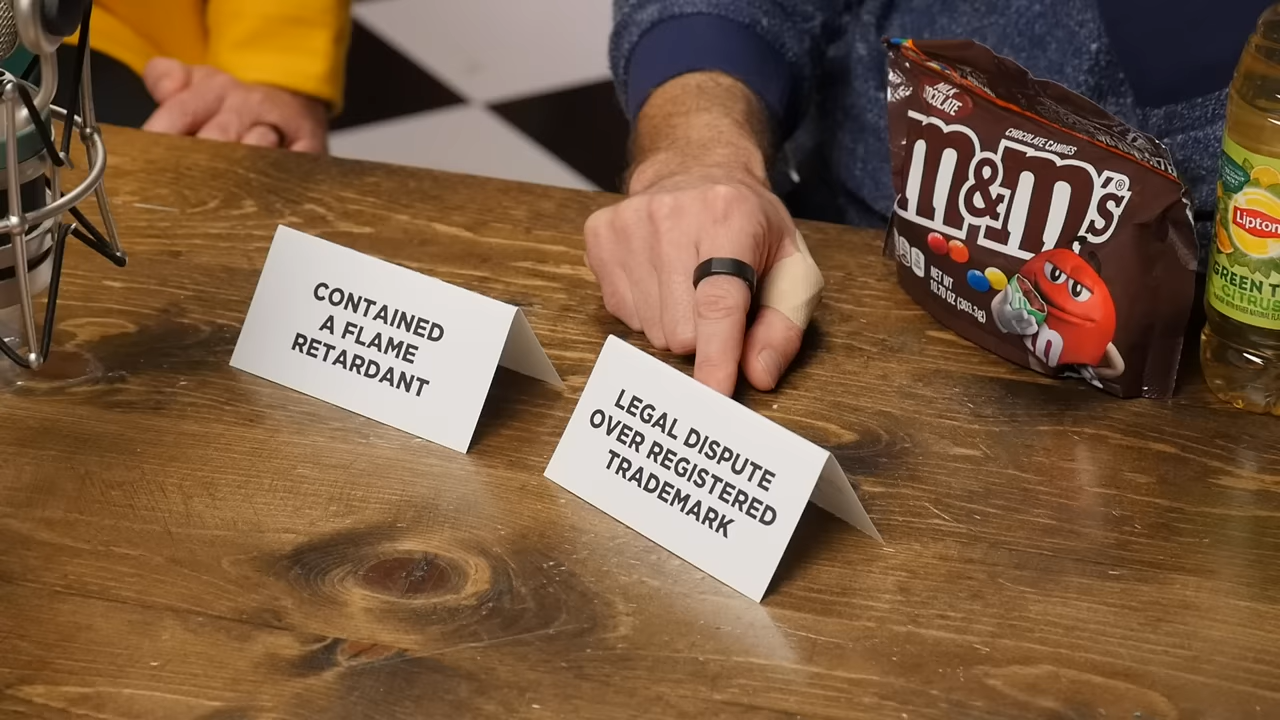 CONTAINED
A FLAME
RETARDANT
LEGAL DISPUTE
OVER REGISTERED
TRADEMARK
MILK
CHOCOLATE
CHOCOLATE CANDIES
m&m's®
NET WT
10.70 OZ (303.3g)
m
Lipton
GREEN T
CITRUS